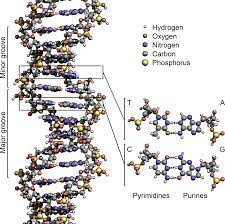 Hydrogen
Oxygen
Nitrogen
Carbon
Phosphorus
Minor groove
Major groove
T A
C G
Pyrimidines Purines